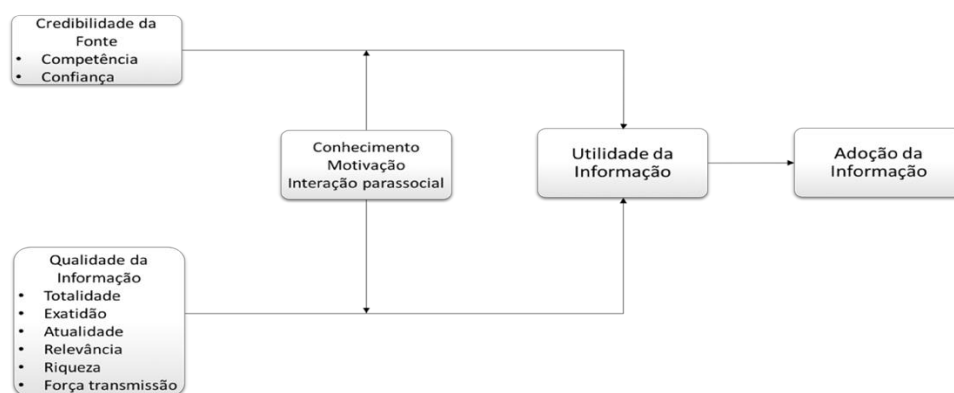 Credibilidade da
Fonte
• Competência
• Confiança
Conhecimento
Motivação
Interação parassocial
Utilidade da
Informação
Adoção da
Informação
Qualidade da
Informação
• Totalidade
• Exatidão
• Atualidade
• Relevância
• Riqueza
• Força transmissão